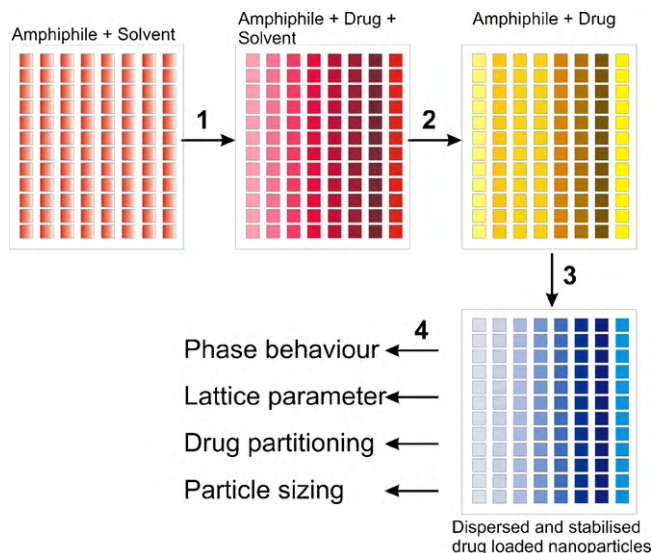 Amphiphile + Solvent
Amphiphile + Drug +
Solvent
Amphiphile + Drug
1
2
3
4
Phase behaviour
Lattice parameter
Drug partitioning
Particle sizing
Dispersed and stabilised
drug loaded nanoparticles